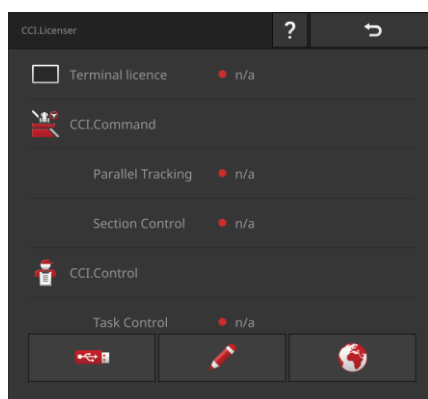 CCI.Licenser ?
Terminal licence n/a
CCI.Command
Parallel Tracking n/a
Section Control n/a
CCI.Control
Task Control n/a